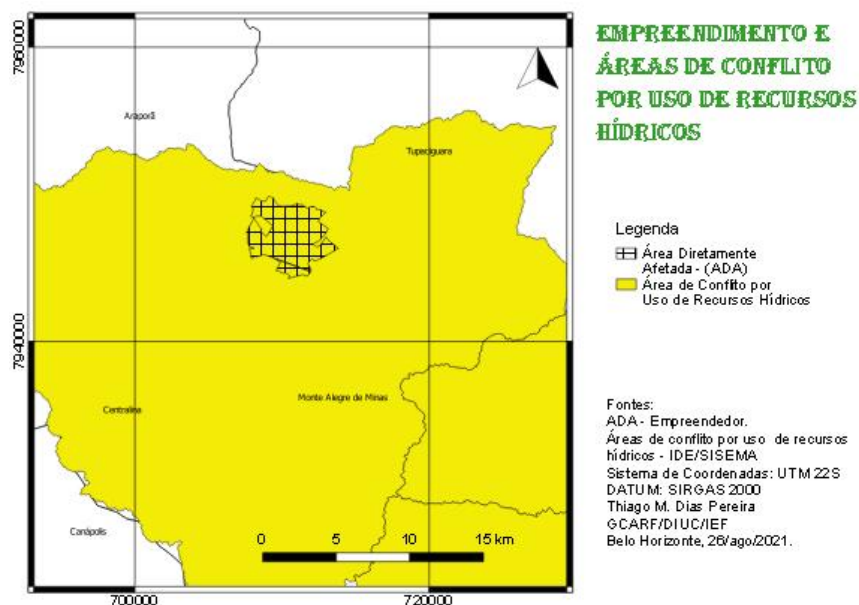 EMPREENDIMENTO E
ÁREAS DE CONFLITO
POR USO DE RECURSOS
HÍDRICOS
7960000
7940000
Araporã
Tupaciguara
Monte Alegre de Minas
Centralina
Canápolis
0 5 10 15 km
700000 720000
Legenda
Área Diretamente
Afetada - (ADA)
Área de Conflito por
Uso de Recursos Hídricos
Fontes:
ADA - Empreendedor.
Áreas de conflito por uso de recursos
hídricos - IDE/SISEMA
Sistema de Coordenadas: UTM 22S
DATUM: SIRGAS 2000
Thiago M. Dias Pereira
GCARF/DIUC/IEF
Belo Horizonte, 26/ago/2021.